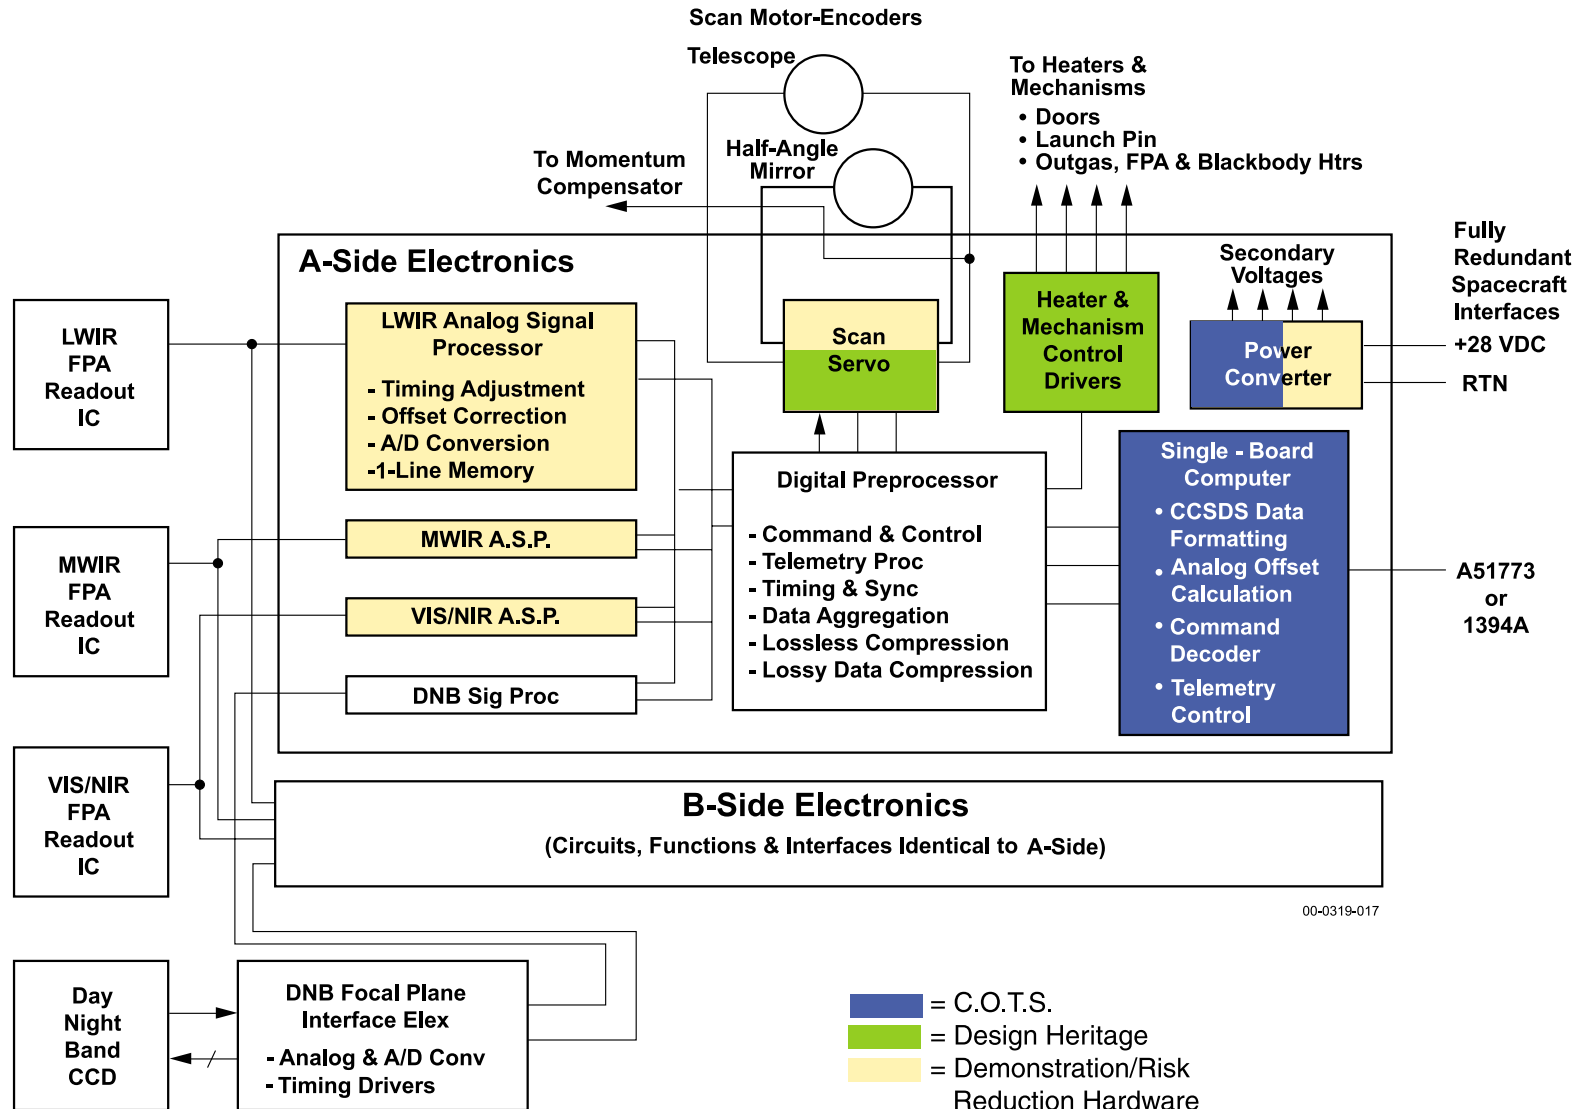 Scan Motor-Encoders
Telescope
Half-Angle
Mirror
To Momentum
Compensator
To Heaters &
Mechanisms
• Doors
• Launch Pin
• Outgas, FPA & Blackbody Htrs
Fully
Redundant
Spacecraft
Interfaces
+28 VDC
RTN
A51773
or
1394A
A-Side Electronics
Secondary
Voltages
LWIR
FPA
Readout
IC
MWIR
FPA
Readout
IC
VIS/NIR
FPA
Readout
IC
Day
Night
Band
CCD
LWIR Analog Signal
Processor
- Timing Adjustment
- Offset Correction
- A/D Conversion
-1-Line Memory
MWIR A.S.P.
VIS/NIR A.S.P.
DNB Sig Proc
Scan
Servo
Heater &
Mechanism
Control
Drivers
Power
Converter
Digital Preprocessor
- Command & Control
- Telemetry Proc
- Timing & Sync
- Data Aggregation
- Lossless Compression
- Lossy Data Compression
Single - Board
Computer
• CCSDS Data
Formatting
• Analog Offset
Calculation
• Command
Decoder
• Telemetry
Control
B-Side Electronics
(Circuits, Functions & Interfaces Identical to A-Side)
00-0319-017
DNB Focal Plane
Interface Elex
- Analog & A/D Conv
- Timing Drivers
= C.O.T.S.
= Design Heritage
= Demonstration/Risk
Reduction Hardware